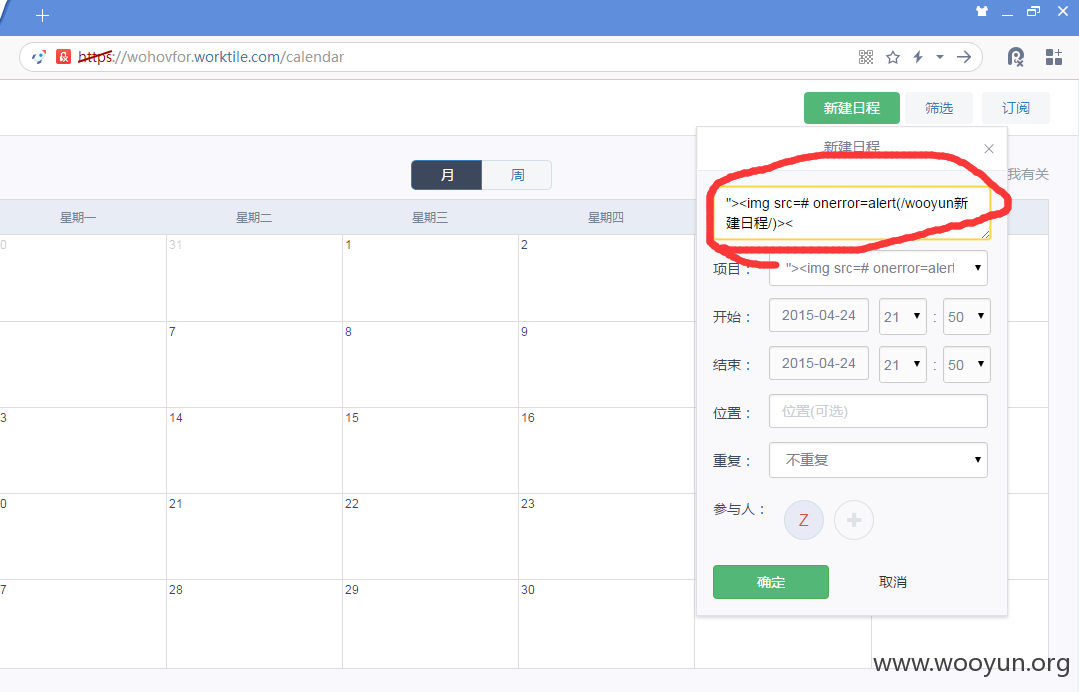 https://wohovfor.worktile.com/calendar
新建日程 筛选 订阅
新建日程 ×
月 周 我有关
"><img src=# onerror=alert(/wooyun新
建日程/)><
星期一 星期二 星期三 星期四
项目： "><img src=# onerror=alert
0 31 1 2
开始： 2015-04-24 21 : 50
7 8 9
结束： 2015-04-24 21 : 50
位置： 位置(可选)
3 14 15 16
重复： 不重复
0 21 22 23
参与人： Z
确定 取消
7 28 29 30
www.wooyun.org